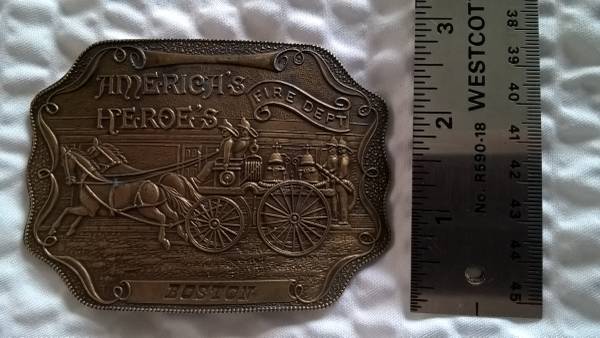 AMERICA'S
HEROE'S
FIRE DEPT
BOSTON
3
2
1
WESTCOTT
No. R590-18
38
39
40
41
42
43
44
45